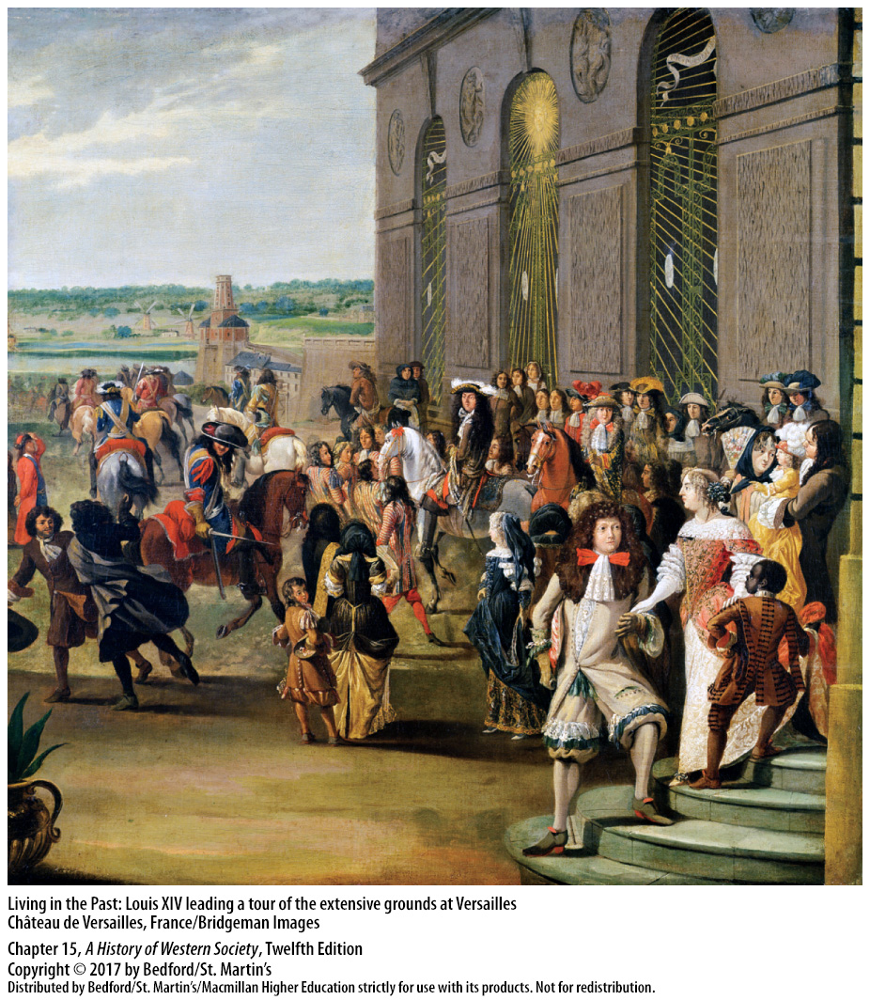 Living in the Past: Louis XIV leading a tour of the extensive grounds at Versailles
Château de Versailles, France/Bridgeman Images
Chapter 15, A History of Western Society, Twelfth Edition
Copyright © 2017 by Bedford/St. Martin's
Distributed by Bedford/St. Martin's/Macmillan Higher Education strictly for use with its products. Not for redistribution.